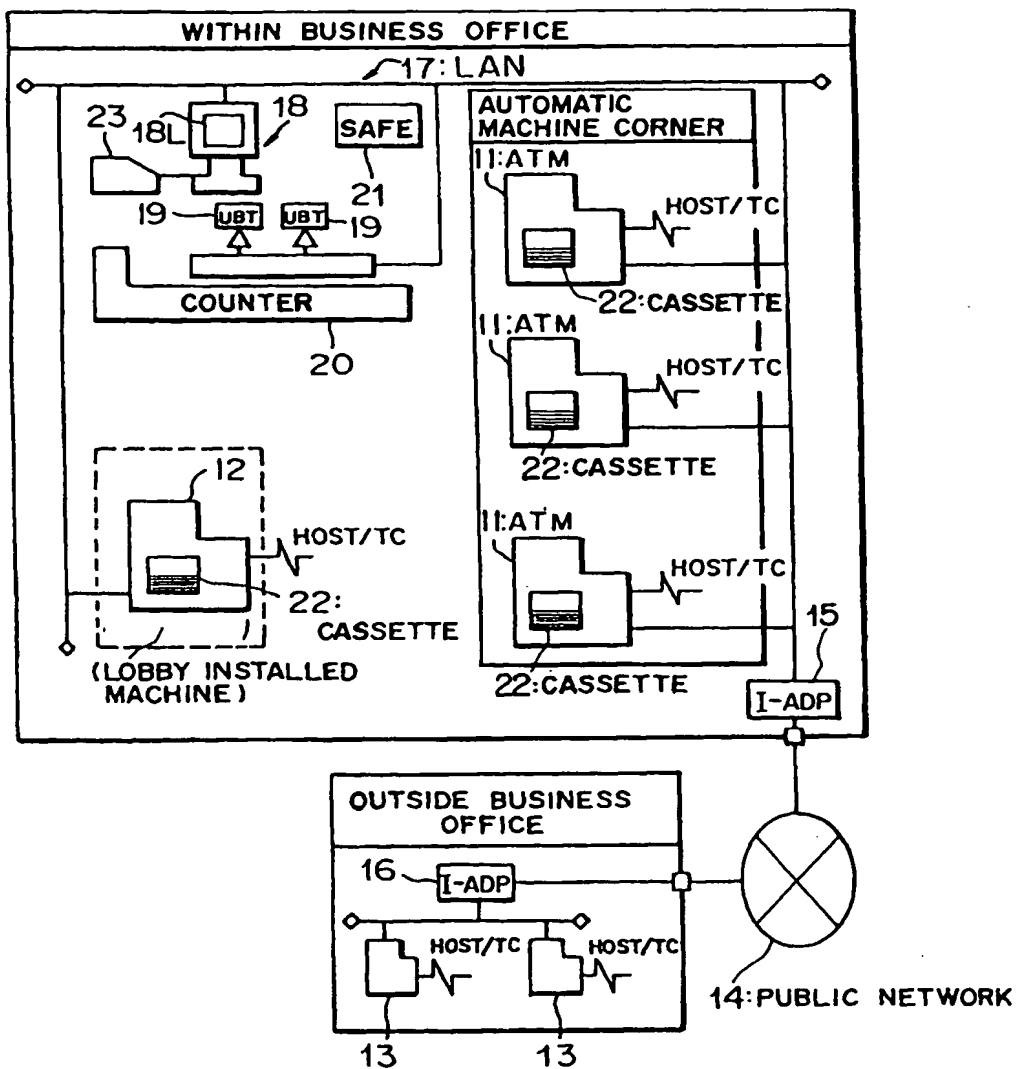 WITHIN BUSINESS OFFICE
17:LAN
23
18L
18
SAFE
21
19
UBT
UBT
19
COUNTER
20
AUTOMATIC
MACHINE CORNER
11:ATM
HOST/TC
22:CASSETTE
11:ATM
HOST/TC
22:CASSETTE
11:ATM
HOST/TC
22:CASSETTE
12
HOST/TC
22:
CASSETTE
(LOBBY INSTALLED
MACHINE)
15
I-ADP
OUTSIDE BUSINESS
OFFICE
16
I-ADP
HOST/TC
HOST/TC
13
13
14:PUBLIC NETWORK